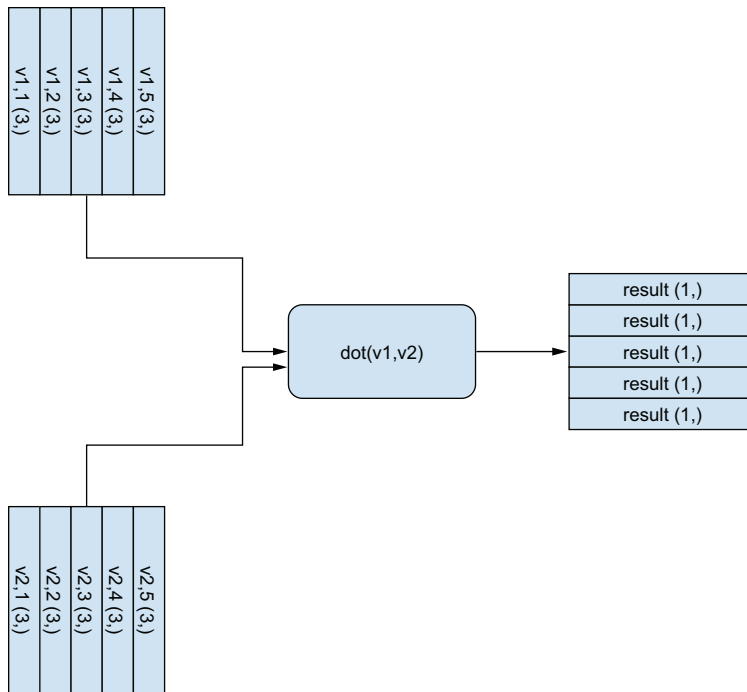 v1,1 (3,)
v1,2 (3,)
v1,3 (3,)
v1,4 (3,)
v1,5 (3,)
dot(v1,v2)
result (1,)
result (1,)
result (1,)
result (1,)
result (1,)
v2,1 (3,)
v2,2 (3,)
v2,3 (3,)
v2,4 (3,)
v2,5 (3,)